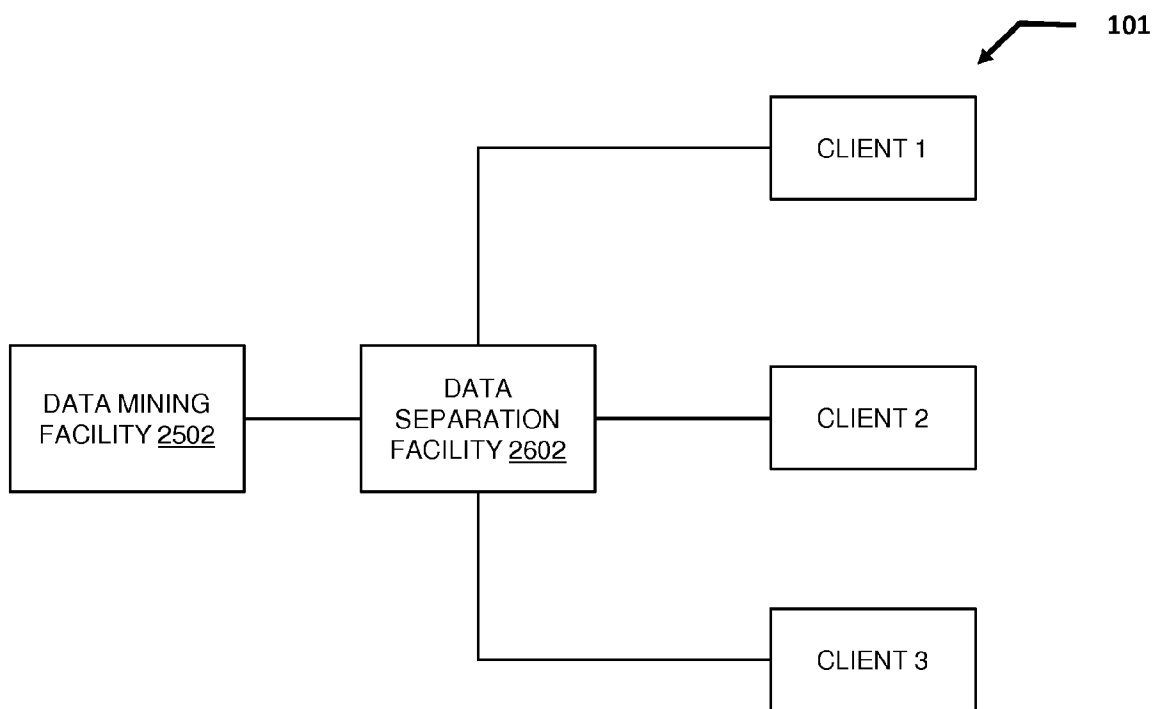 101
CLIENT 1
DATA MINING
FACILITY 2502
DATA
SEPARATION
FACILITY 2602
CLIENT 2
CLIENT 3